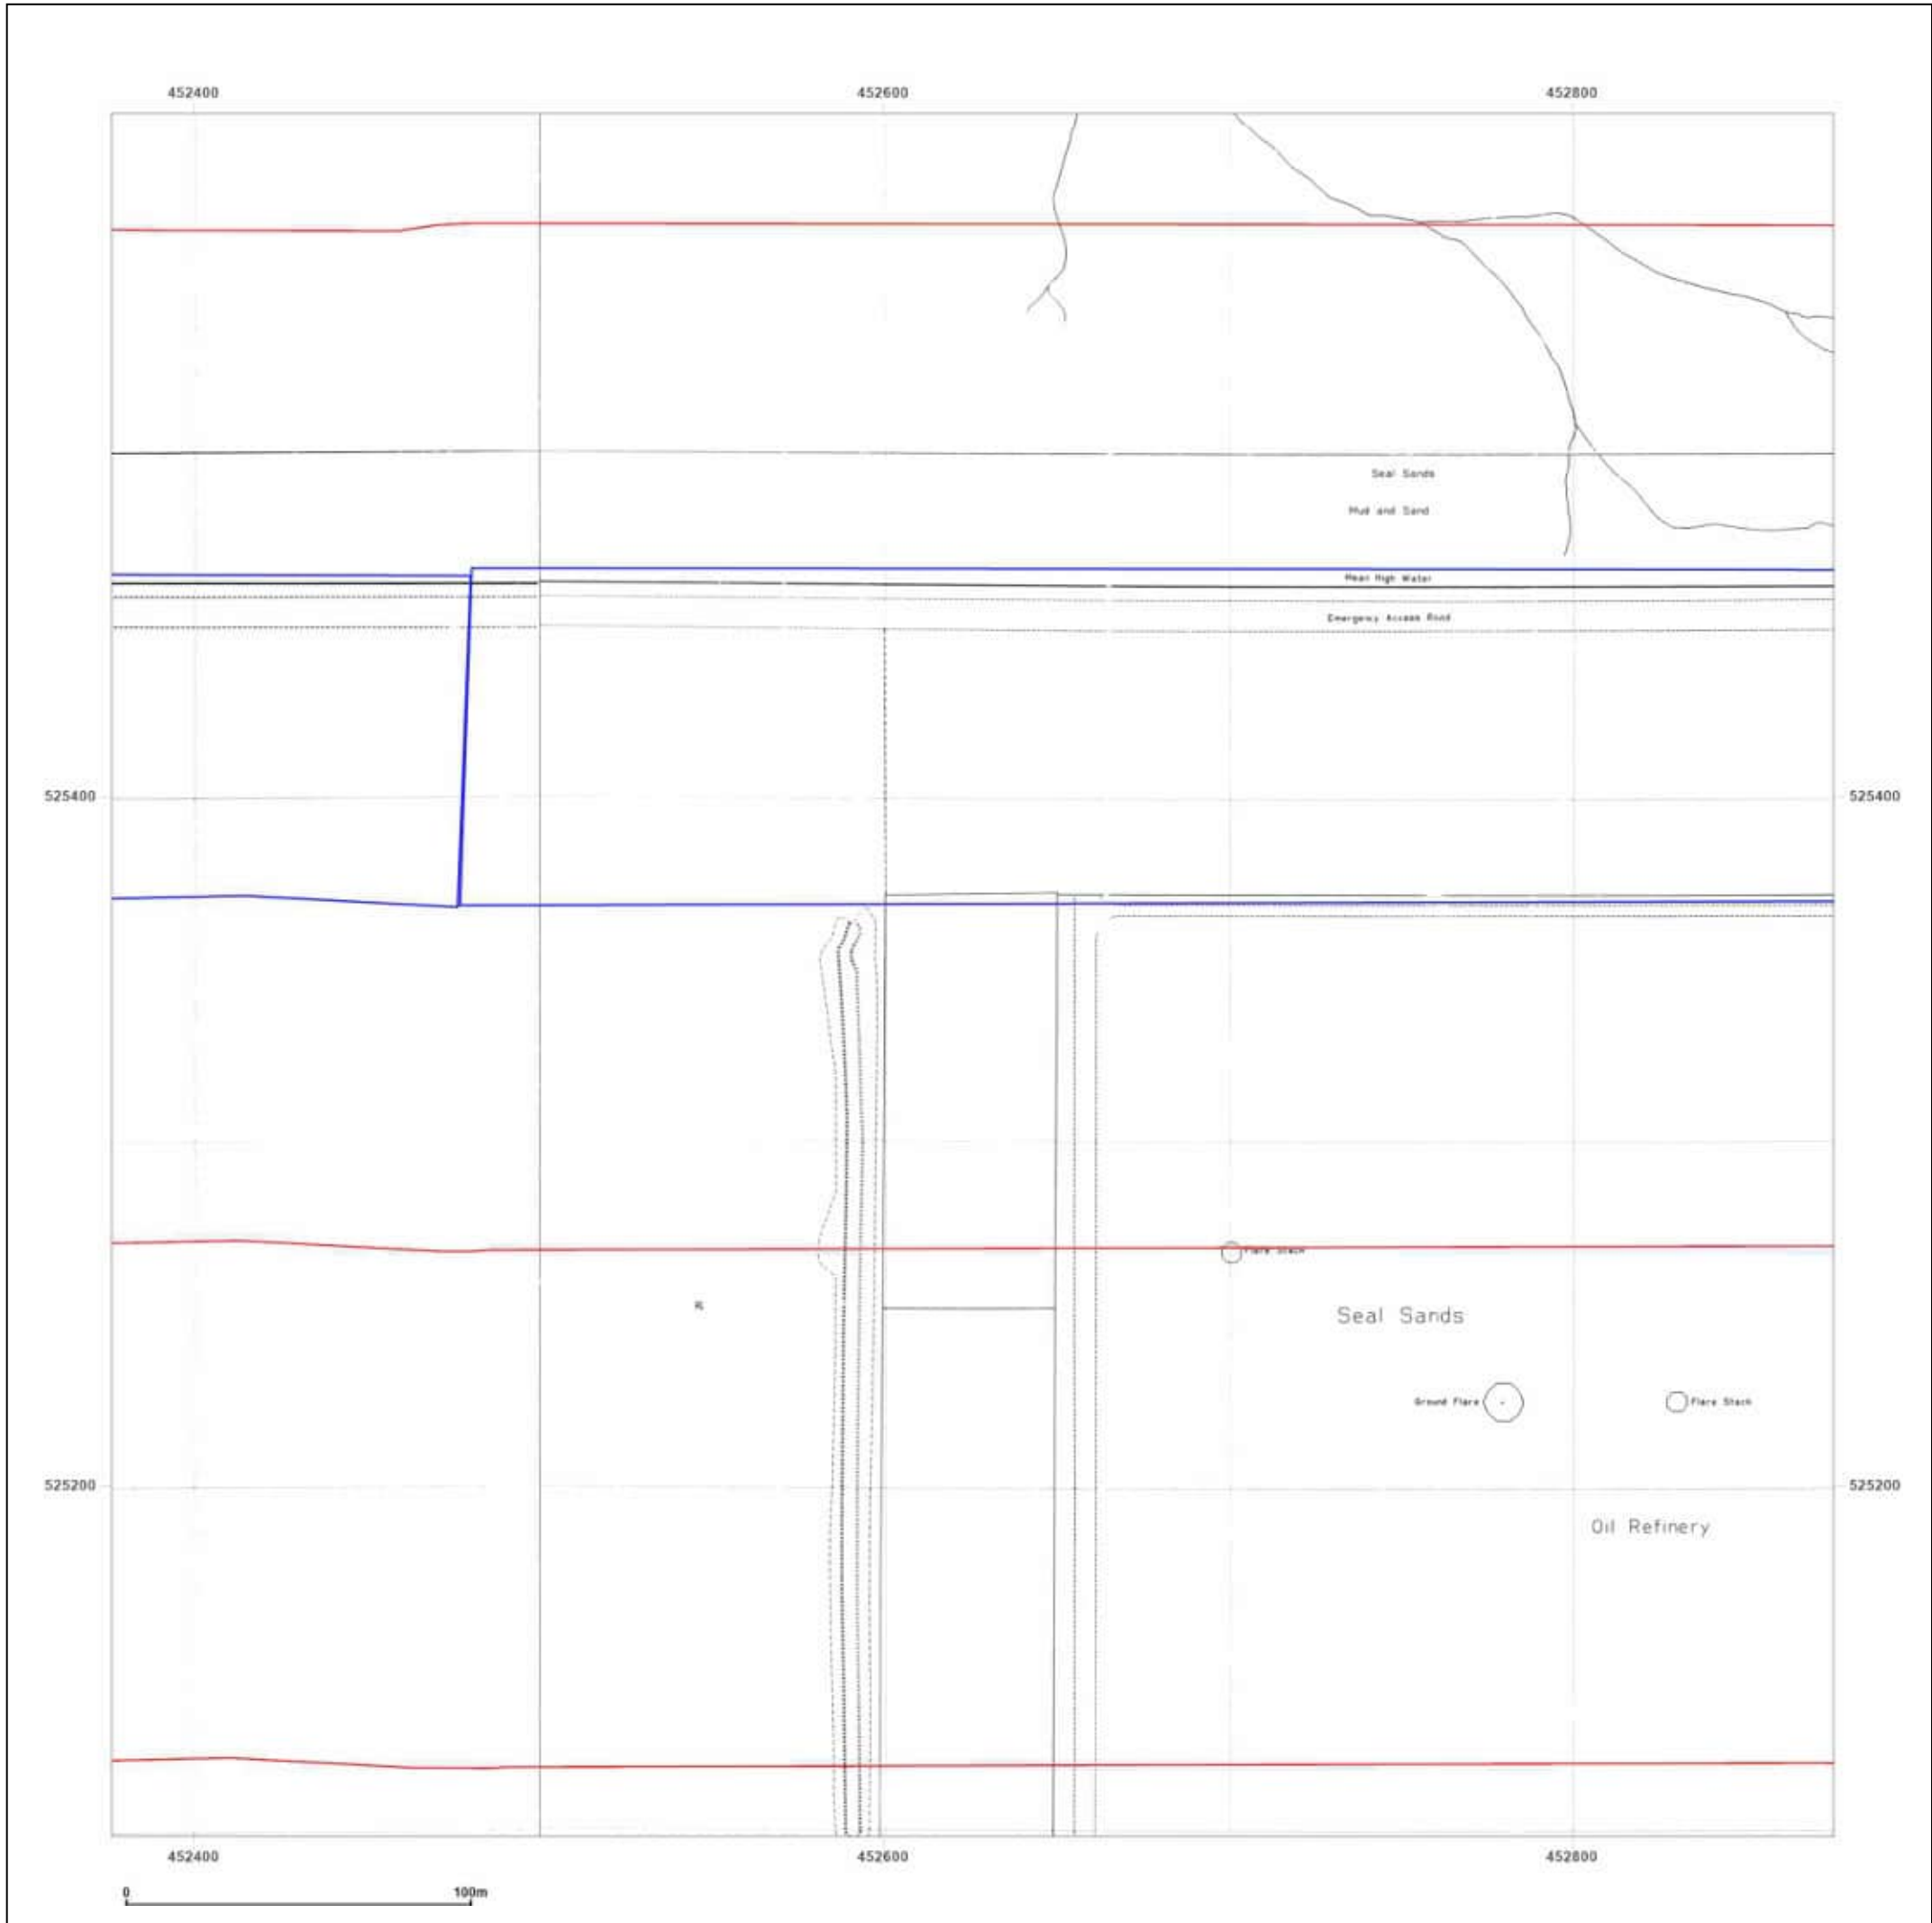 452400 452600 452800
Seal Sands
Mud and Sand
Mean High Water
Emergency Access Road
525400 525400
Flare Stack
Seal Sands
Ground Flare
Flare Stack
525200 525200
Oil Refinery
452400 452600 452800
0 100m